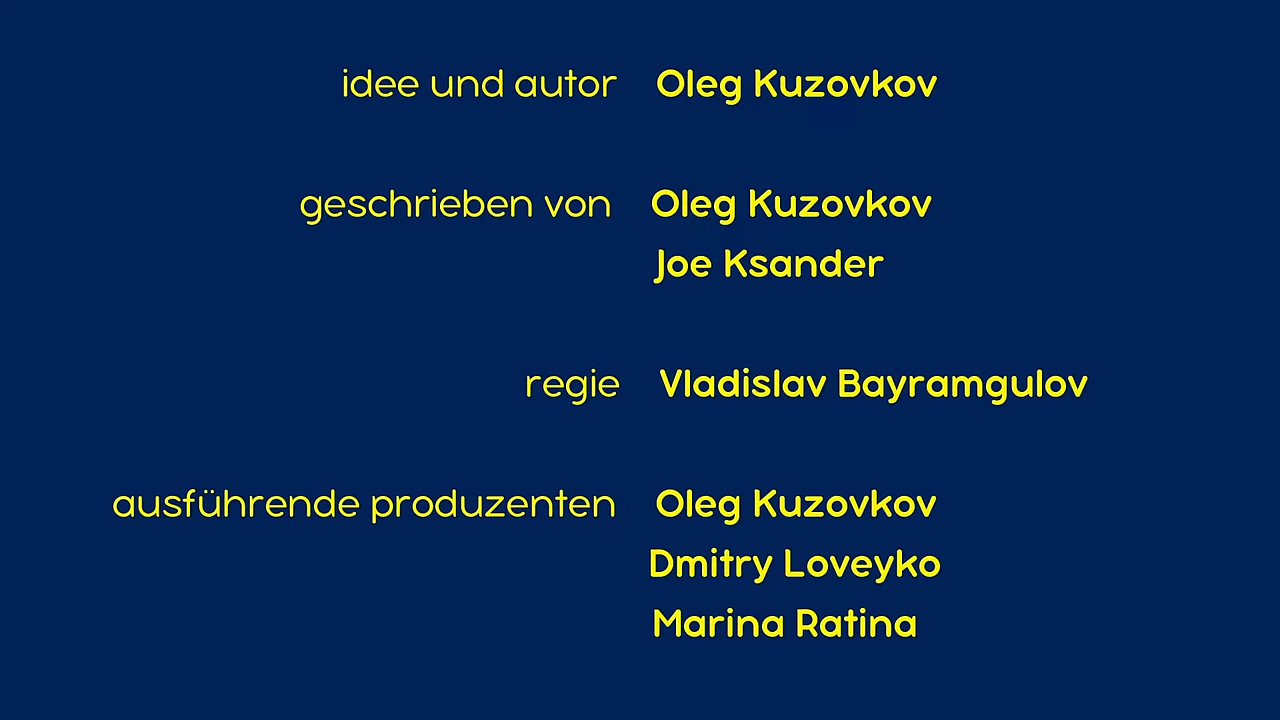 idee und autor Oleg Kuzovkov
geschrieben von Oleg Kuzovkov
Joe Ksander
regie Vladislav Bayramgulov
ausführende produzenten Oleg Kuzovkov
Dmitry Loveyko
Marina Ratina